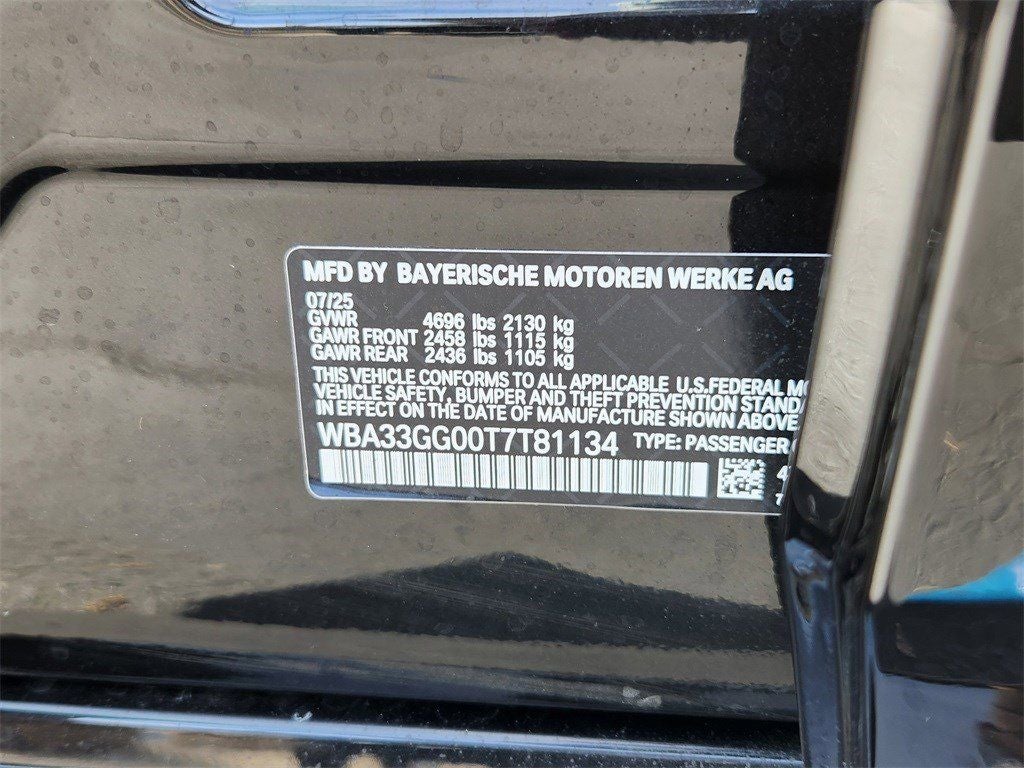 MFD BY BAYERISCHE MOTOREN WERKE AG
07/25
GVWR 4696 lbs 2130 kg
GAWR FRONT 2458 lbs 1115 kg
GAWR REAR 2436 lbs 1105 kg
THIS VEHICLE CONFORMS TO ALL APPLICABLE U.S.FEDERAL
VEHICLE SAFETY, BUMPER AND THEFT PREVENTION
IN EFFECT ON THE DATE OF MANUFACTURE SHOWN ABOVE
WBA33GG00T7T81134 TYPE: PASSENGER